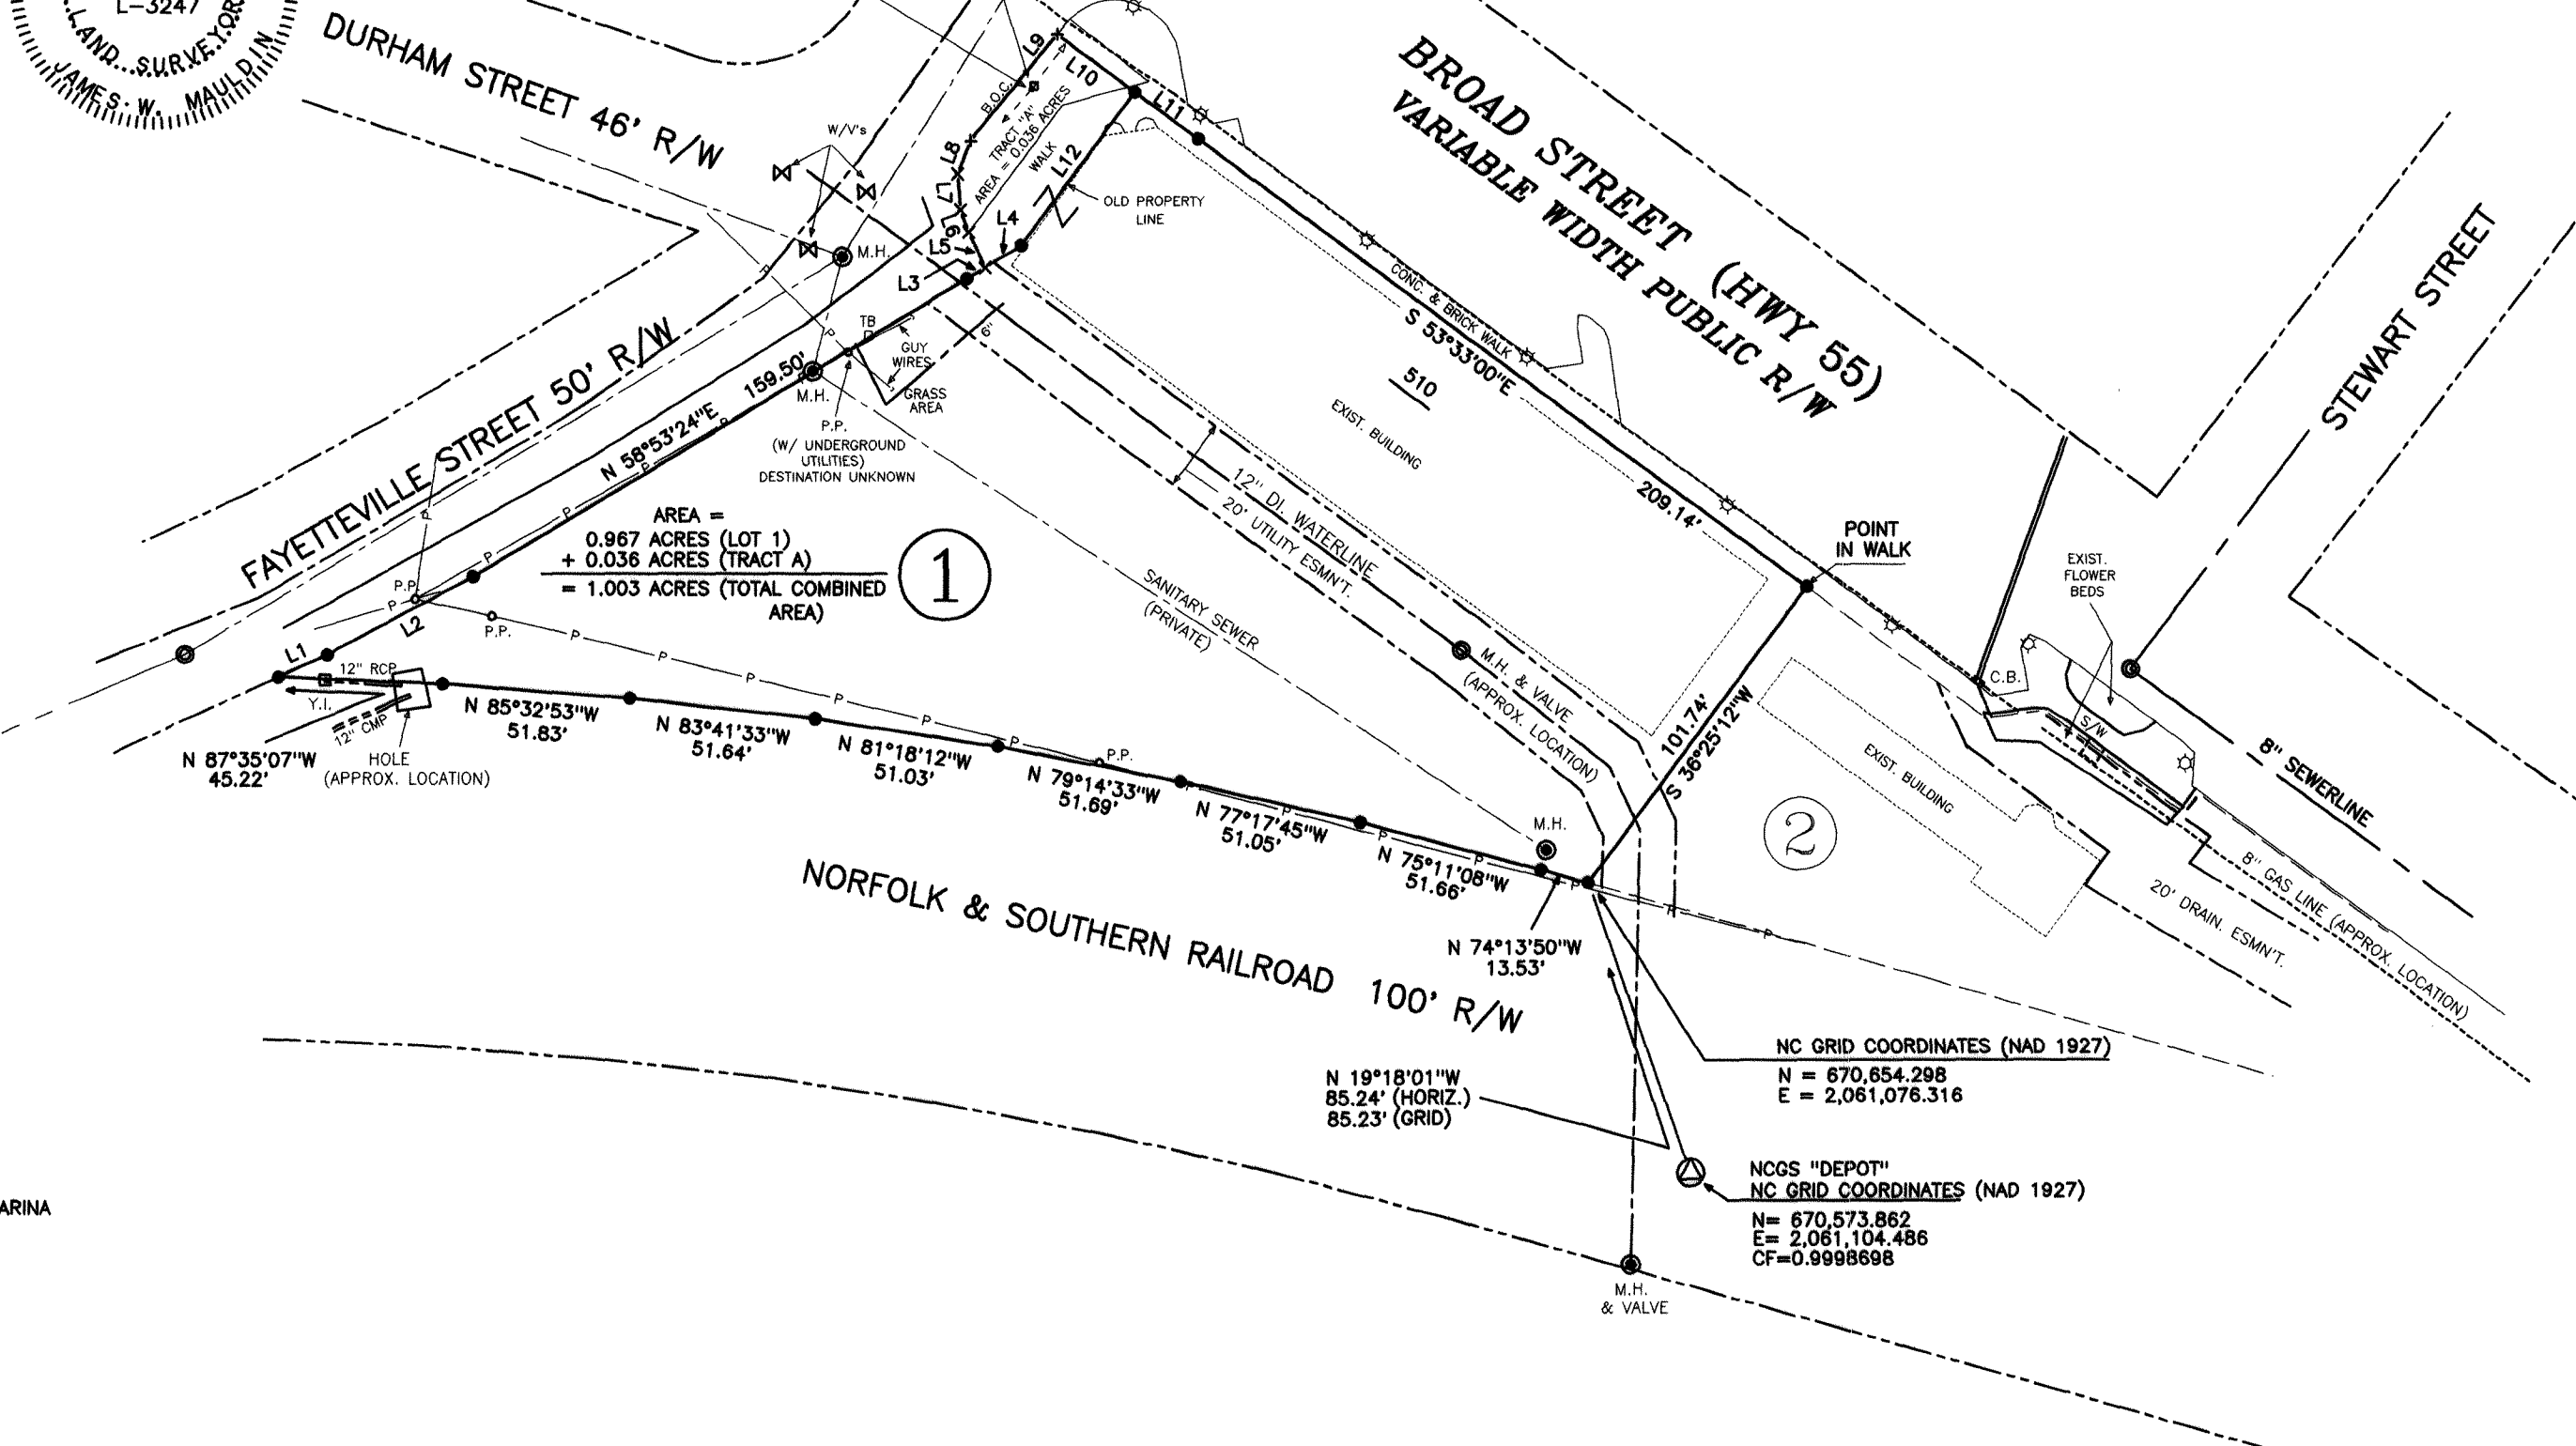 L-3247
LAND SURVEYOR
JAMES W. MAULDIN
DURHAM STREET 46' R/W
W/V's
M.H.
L9
L10
L11
B.O.C.
TRACT "A"
AREA = 0.036 ACRES
WALK
L8
L7
L6
L5
L4
L3
L12
OLD PROPERTY
LINE
BROAD STREET (HWY 55)
VARIABLE WIDTH PUBLIC R/W
STEWART STREET
CONC. & BRICK WALK
S 53°33'00"E
209.14'
510
EXIST. BUILDING
FAYETTEVILLE STREET 50' R/W
N 58°53'24"E 159.50'
TB
GUY
WIRES
6"
GRASS
AREA
M.H.
P.P.
(W/ UNDERGROUND
UTILITIES)
DESTINATION UNKNOWN
AREA =
0.967 ACRES (LOT 1)
+ 0.036 ACRES (TRACT A)
= 1.003 ACRES (TOTAL COMBINED
AREA)
1
12" DI. WATERLINE
20' UTILITY ESMN'T.
SANITARY SEWER
(PRIVATE)
M.H. & VALVE
(APPROX. LOCATION)
POINT
IN WALK
EXIST.
FLOWER
BEDS
C.B.
S/W
8" SEWERLINE
8" GAS LINE (APPROX. LOCATION)
20' DRAIN. ESMN'T.
EXIST. BUILDING
2
101.74'
S 36°25'12"W
P.P.
P.P.
L1
L2
12" RCP
Y.I.
12" CMP
HOLE
(APPROX. LOCATION)
N 87°35'07"W
45.22'
N 85°32'53"W
51.83'
N 83°41'33"W
51.64'
N 81°18'12"W
51.03'
P.P.
N 79°14'33"W
51.69'
N 77°17'45"W
51.05'
N 75°11'08"W
51.66'
M.H.
N 74°13'50"W
13.53'
NORFOLK & SOUTHERN RAILROAD 100' R/W
NC GRID COORDINATES (NAD 1927)
N = 670,654.298
E = 2,061,076.316
N 19°18'01"W
85.24' (HORIZ.)
85.23' (GRID)
NCGS "DEPOT"
NC GRID COORDINATES (NAD 1927)
N= 670,573.862
E= 2,061,104.486
CF=0.9998698
M.H.
& VALVE
ARINA